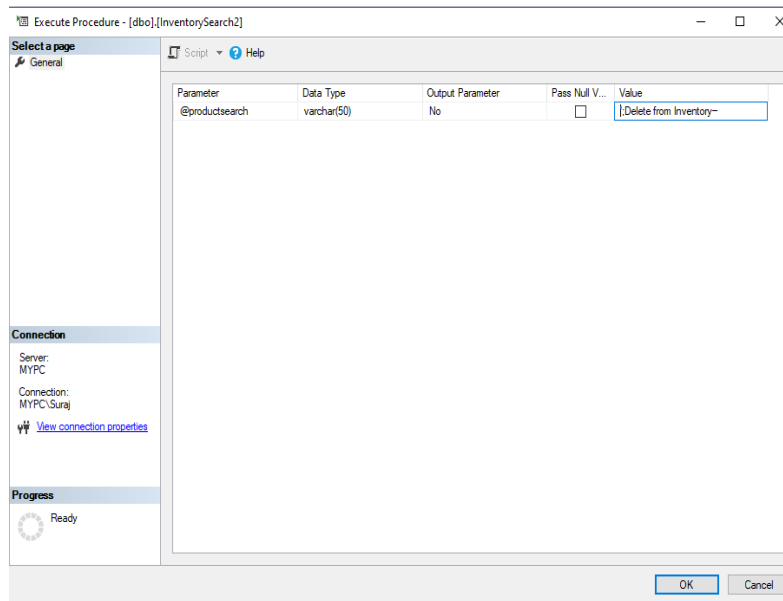 Execute Procedure - [dbo].[InventorySearch2]
Select a page
General
Script Help
Parameter Data Type Output Parameter Pass Null V... Value
@productsearch varchar(50) No ;Delete from Inventory--
Connection
Server:
MYPC
Connection:
MYPC\Suraj
View connection properties
Progress
Ready
OK Cancel